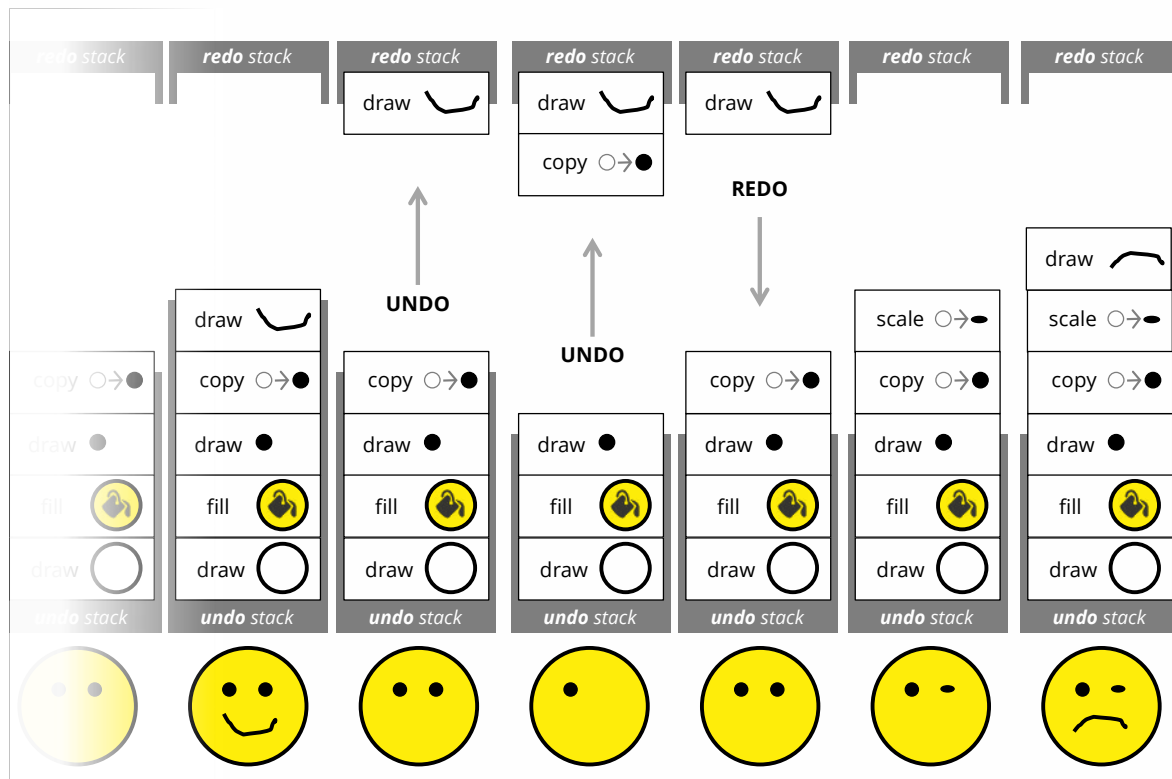 redo stack redo stack redo stack redo stack redo stack redo stack redo stack
draw draw draw
copy
REDO
draw
UNDO
draw scale scale
UNDO
copy copy copy copy copy copy
draw draw draw draw draw draw draw
fill fill fill fill fill fill fill
draw draw draw draw draw draw draw
undo stack undo stack undo stack undo stack undo stack undo stack undo stack